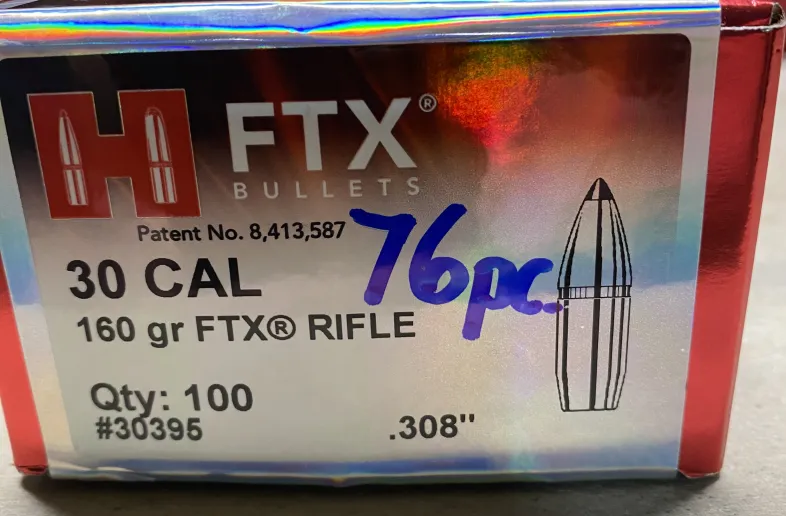 H FTX®
BULLETS
Patent No. 8,413,587
76pc.
30 CAL
160 gr FTX® RIFLE
Qty: 100
#30395
.308"